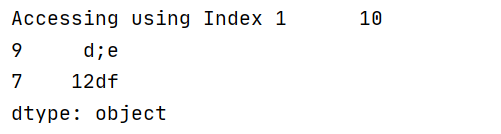 Accessing using Index 1      10
9     d;e
7    12df
dtype: object